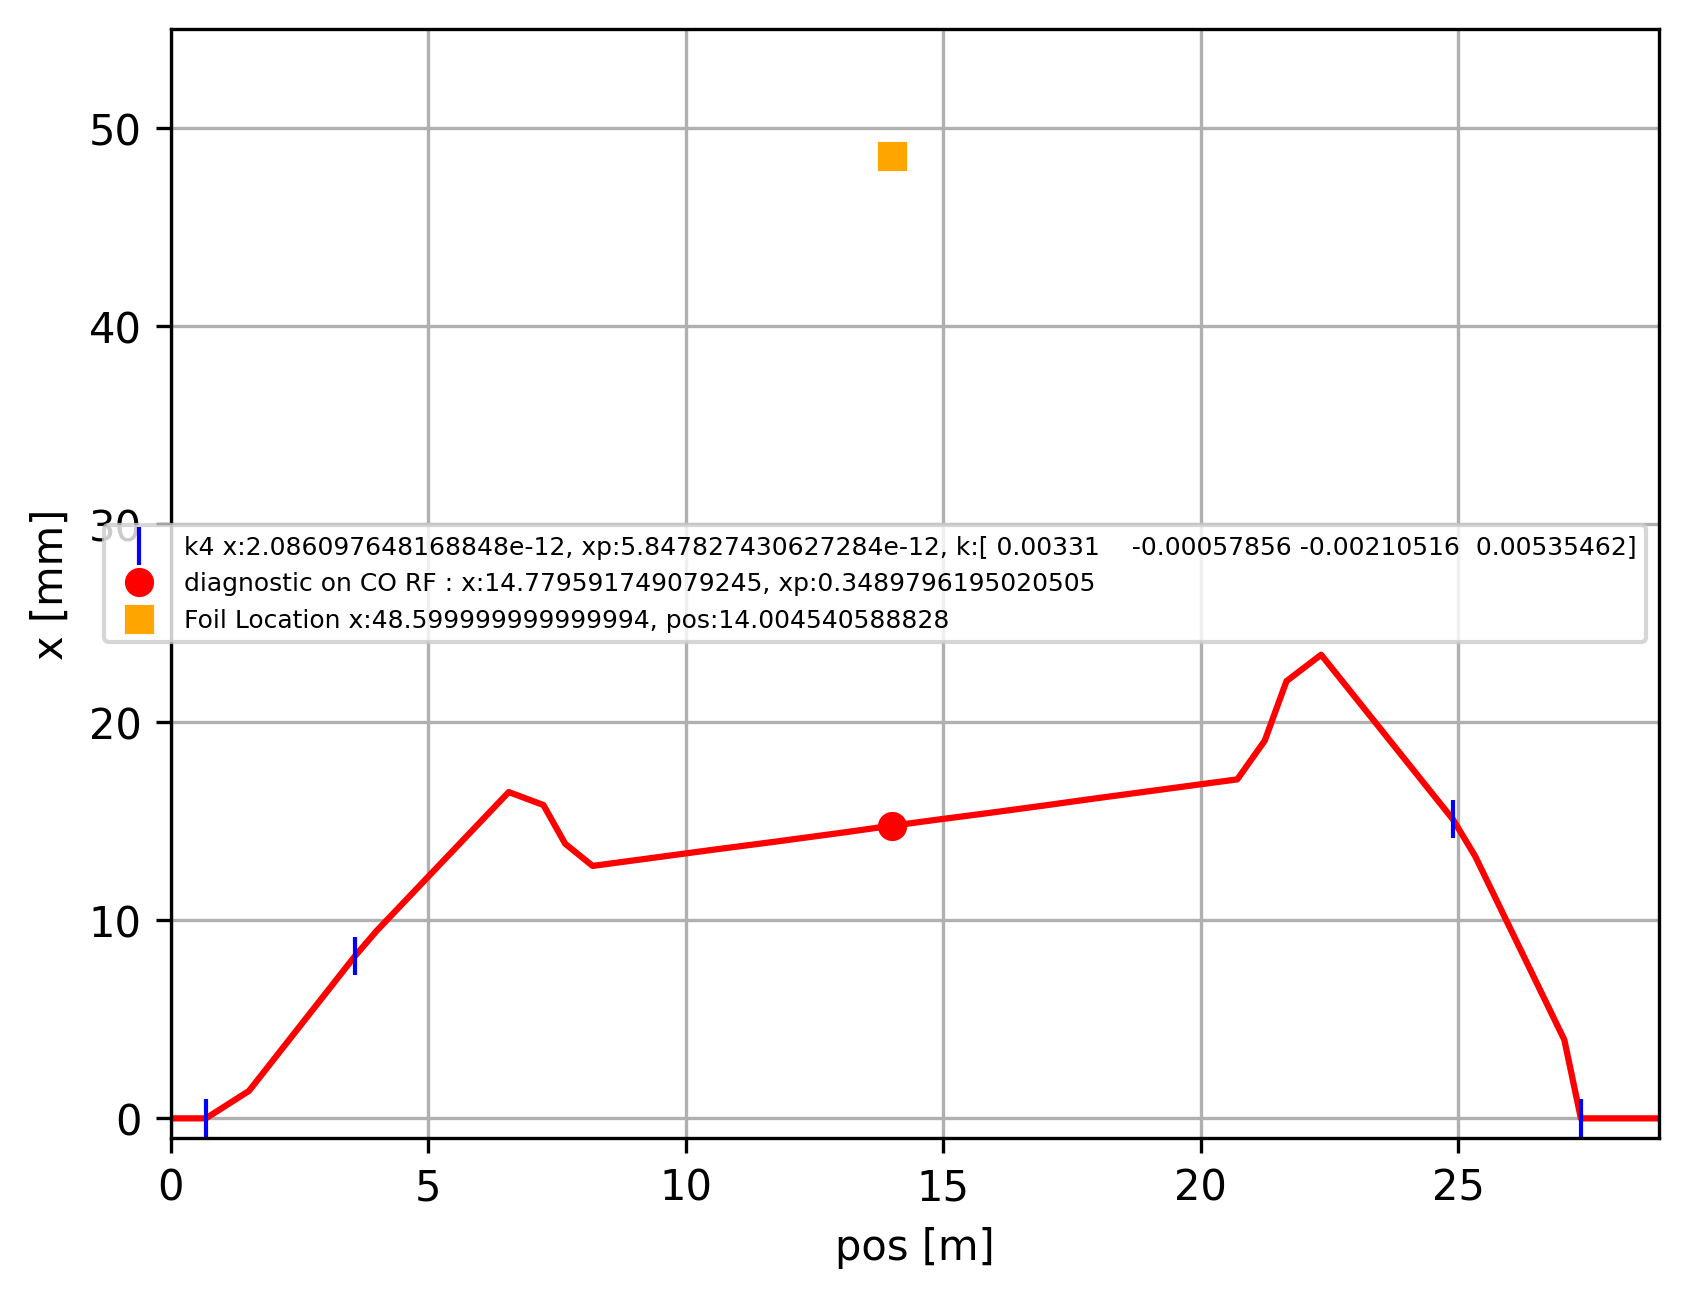 50
40
30
20
10
0
x [mm]
k4 x:2.086097648168848e-12, xp:5.847827430627284e-12, k:[ 0.00331    -0.00057856 -0.00210516  0.00535462]
diagnostic on CO RF : x:14.779591749079245, xp:0.3489796195020505
Foil Location x:48.599999999999994, pos:14.004540588828
0 5 10 15 20 25
pos [m]